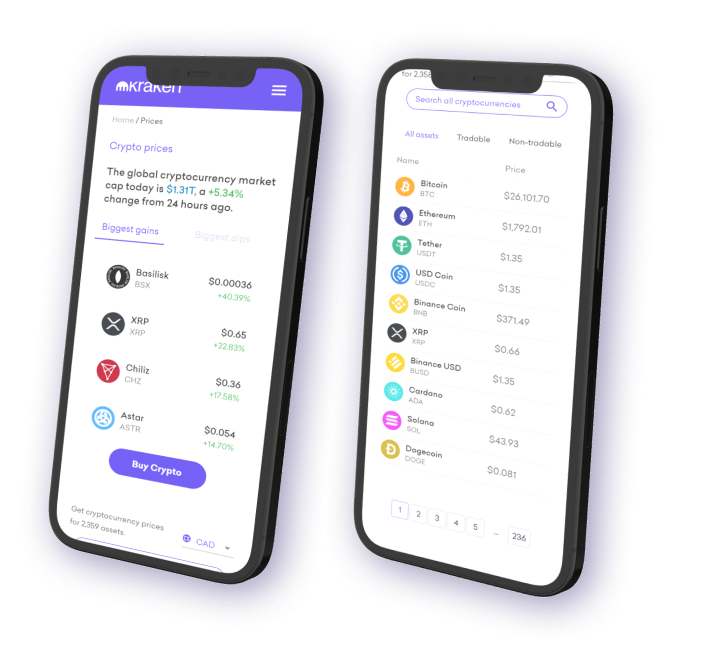 kraken
Home / Prices
Crypto prices
The global cryptocurrency market
cap today is $1.31T, a +5.34%
change from 24 hours ago.
Biggest gains
Biggest dips
Basilisk
BSX
$0.00036
+40.39%
XRP
XRP
$0.65
+22.83%
Chiliz
CHZ
$0.36
+17.58%
Astar
ASTR
$0.054
+14.70%
Buy Crypto
Get cryptocurrency prices
for 2,359 assets.
CAD
for 2,356
Search all cryptocurrencies
All assets
Tradable
Non-tradable
Name
Price
Bitcoin
BTC
$26,101.70
Ethereum
ETH
$1,792.01
Tether
USDT
$1.35
USD Coin
USDC
$1.35
Binance Coin
BNB
$371.49
XRP
XRP
$0.66
Binance USD
BUSD
$1.35
Cardano
ADA
$0.62
Solana
SOL
$43.93
Dogecoin
DOGE
$0.081
1 2 3 4 5 ... 236